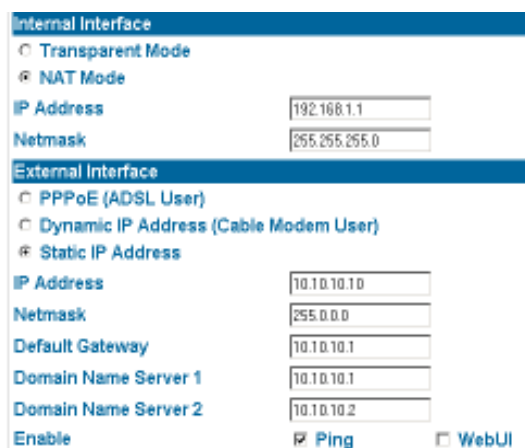 Internal Interface
Transparent Mode
NAT Mode
IP Address 192.168.1.1
Netmask 255.255.255.0
External Interface
PPPoE (ADSL User)
Dynamic IP Address (Cable Modem User)
Static IP Address
IP Address 10.10.10.10
Netmask 255.0.0.0
Default Gateway 10.10.10.1
Domain Name Server 1 10.10.10.1
Domain Name Server 2 10.10.10.2
Enable Ping WebUI